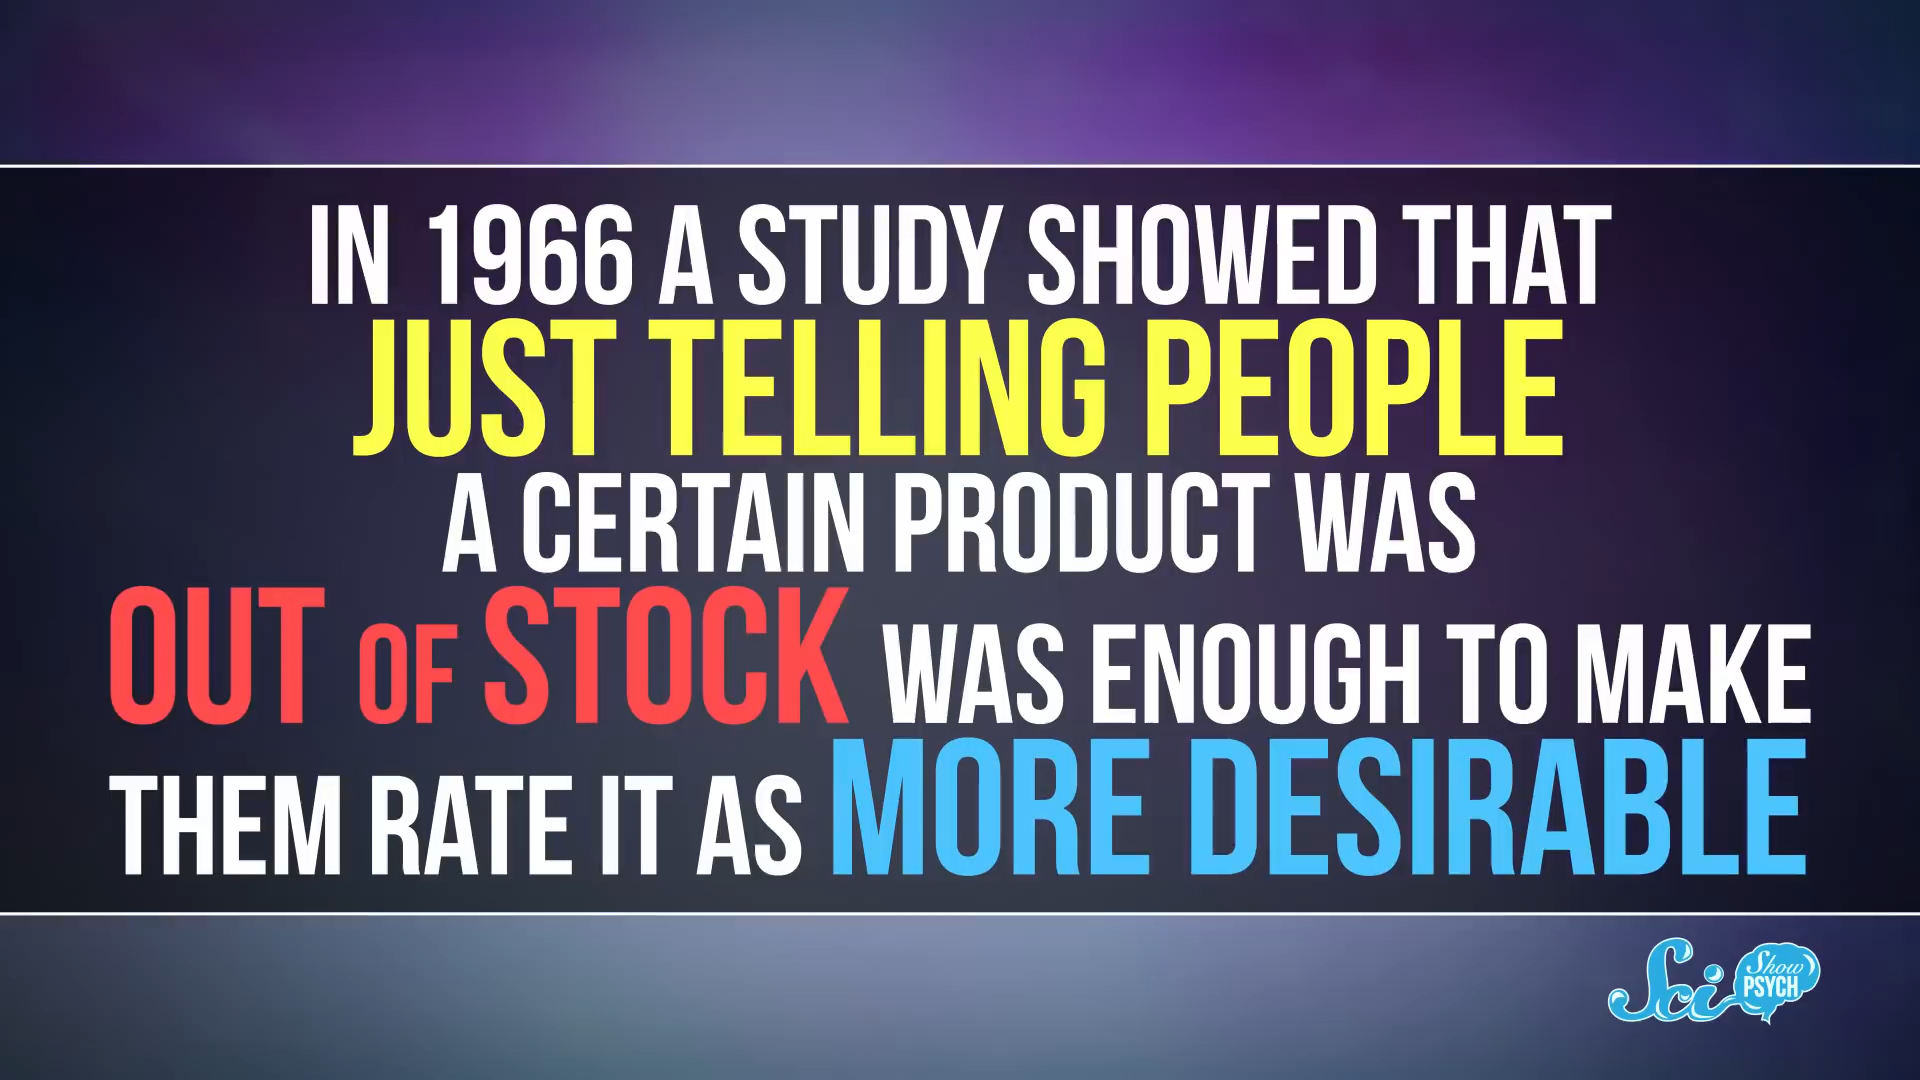 IN 1966 A STUDY SHOWED THAT
JUST TELLING PEOPLE
A CERTAIN PRODUCT WAS
OUT OF STOCK WAS ENOUGH TO MAKE
THEM RATE IT AS MORE DESIRABLE
Sci Show
PSYCH